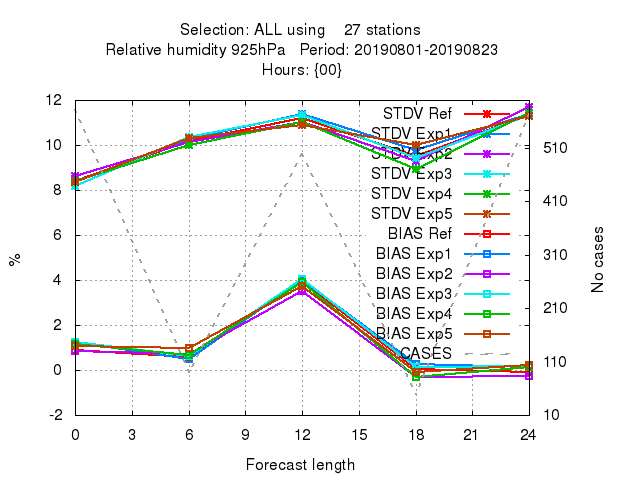 Selection: ALL using 27 stations
Relative humidity 925hPa Period: 20190801-20190823
Hours: {00}
12
10
8
6
4
2
0
-2
%
0 3 6 9 12 15 18 21 24
Forecast length
510
410
310
210
110
10
No cases
STDV Ref
STDV Exp1
STDV Exp2
STDV Exp3
STDV Exp4
STDV Exp5
BIAS Ref
BIAS Exp1
BIAS Exp2
BIAS Exp3
BIAS Exp4
BIAS Exp5
CASES